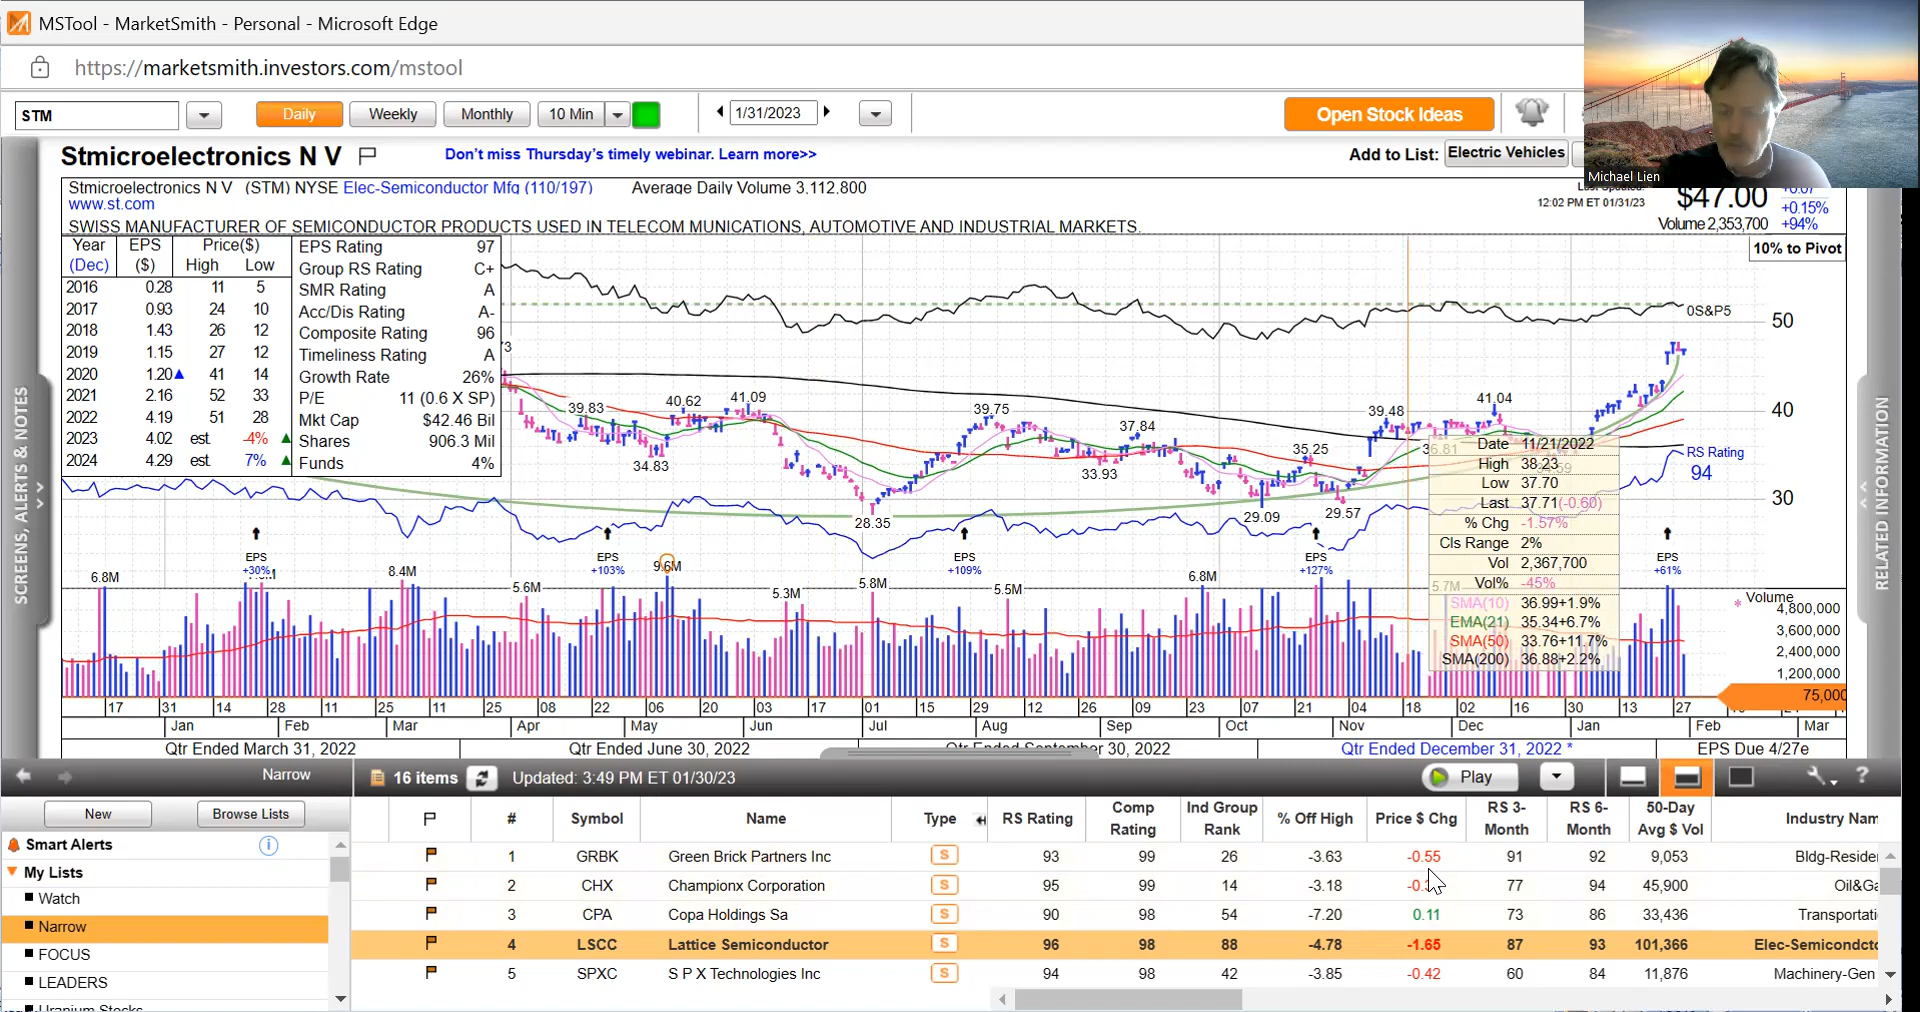 MSTool - MarketSmith - Personal - Microsoft Edge
https://marketsmith.investors.com/mstool
STM
Daily
Weekly
Monthly
10 Min
1/31/2023
Open Stock Ideas
Stmicroelectronics N V
Don't miss Thursday's timely webinar. Learn more>>
Add to List:
Electric Vehicles
Michael Lien
Stmicroelectronics N V (STM) NYSE Elec-Semiconductor Mfg (110/197) Average Daily Volume 3,112,800
www.st.com
SWISS MANUFACTURER OF SEMICONDUCTOR PRODUCTS USED IN TELECOM MUNICATIONS, AUTOMOTIVE AND INDUSTRIAL MARKETS.
12:02 PM ET 01/31/23
$47.00
+0.15%
Volume 2,353,700
+94%
10% to Pivot
Year EPS Price($)
(Dec) ($) High Low
2016 0.28 11 5
2017 0.93 24 10
2018 1.43 26 12
2019 1.15 27 12
2020 1.20 41 14
2021 2.16 52 33
2022 4.19 51 28
2023 4.02 est. -4%
2024 4.29 est. 7%
EPS Rating 97
Group RS Rating C+
SMR Rating A
Acc/Dis Rating A-
Composite Rating 96
Timeliness Rating A
Growth Rate 26%
P/E 11 (0.6 X SP)
Mkt Cap $42.46 Bil
Shares 906.3 Mil
Funds 4%
0S&P5
50
40
30
39.83
34.83
40.62
41.09
28.35
39.75
33.93
37.84
29.09
35.25
29.57
39.48
41.04
RS Rating
94
Date 11/21/2022
High 38.23
Low 37.70
Last 37.71(-0.60)
% Chg -1.57%
Cls Range 2%
Vol 2,367,700
Vol% -45%
SMA(10) 36.99+1.9%
EMA(21) 35.34+6.7%
SMA(50) 33.76+11.7%
SMA(200) 36.88+2.2%
EPS
+30%
EPS
+103%
EPS
+109%
EPS
+127%
EPS
+61%
6.8M
8.4M
5.6M
9.6M
5.3M
5.8M
5.5M
6.8M
5.7M
Volume
4,800,000
3,600,000
2,400,000
1,200,000
75,000
17 31 14 28 11 25 11 25 08 22 06 20 03 17 01 15 29 12 26 09 23 07 21 04 18 02 16 30 13 27
Jan Feb Mar Apr May Jun Jul Aug Sep Oct Nov Dec Jan Feb Mar
Qtr Ended March 31, 2022
Qtr Ended June 30, 2022
Qtr Ended September 30, 2022
Qtr Ended December 31, 2022 *
EPS Due 4/27e
SCREENS, ALERTS & NOTES
RELATED INFORMATION
Narrow
16 items
Updated: 3:49 PM ET 01/30/23
Play
?
New
Browse Lists
Smart Alerts
My Lists
Watch
Narrow
FOCUS
LEADERS
Uranium Stocks
# Symbol Name Type RS Rating Comp Rating Ind Group Rank % Off High Price $ Chg RS 3-Month RS 6-Month 50-Day Avg $ Vol Industry Nam
1 GRBK Green Brick Partners Inc S 93 99 26 -3.63 -0.55 91 92 9,053 Bldg-Reside
2 CHX Championx Corporation S 95 99 14 -3.18 77 94 45,900 Oil&Ga
3 CPA Copa Holdings Sa S 90 98 54 -7.20 0.11 73 86 33,436 Transportati
4 LSCC Lattice Semiconductor S 96 98 88 -4.78 -1.65 87 93 101,366 Elec-Semicondctc
5 SPXC S P X Technologies Inc S 94 98 42 -3.85 -0.42 60 84 11,876 Machinery-Gen